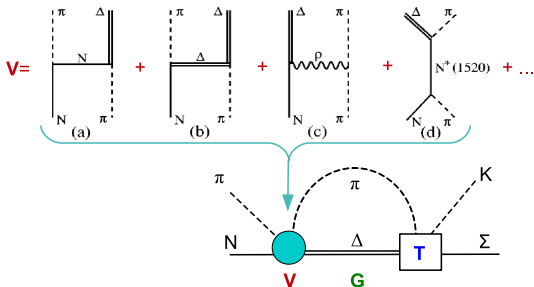 π Δ π Δ Δ π Δ π
V= N + Δ + ρ + N*(1520) + ...
N π N π N π N π
(a) (b) (c) (d)
π π K
N Δ T Σ
V G